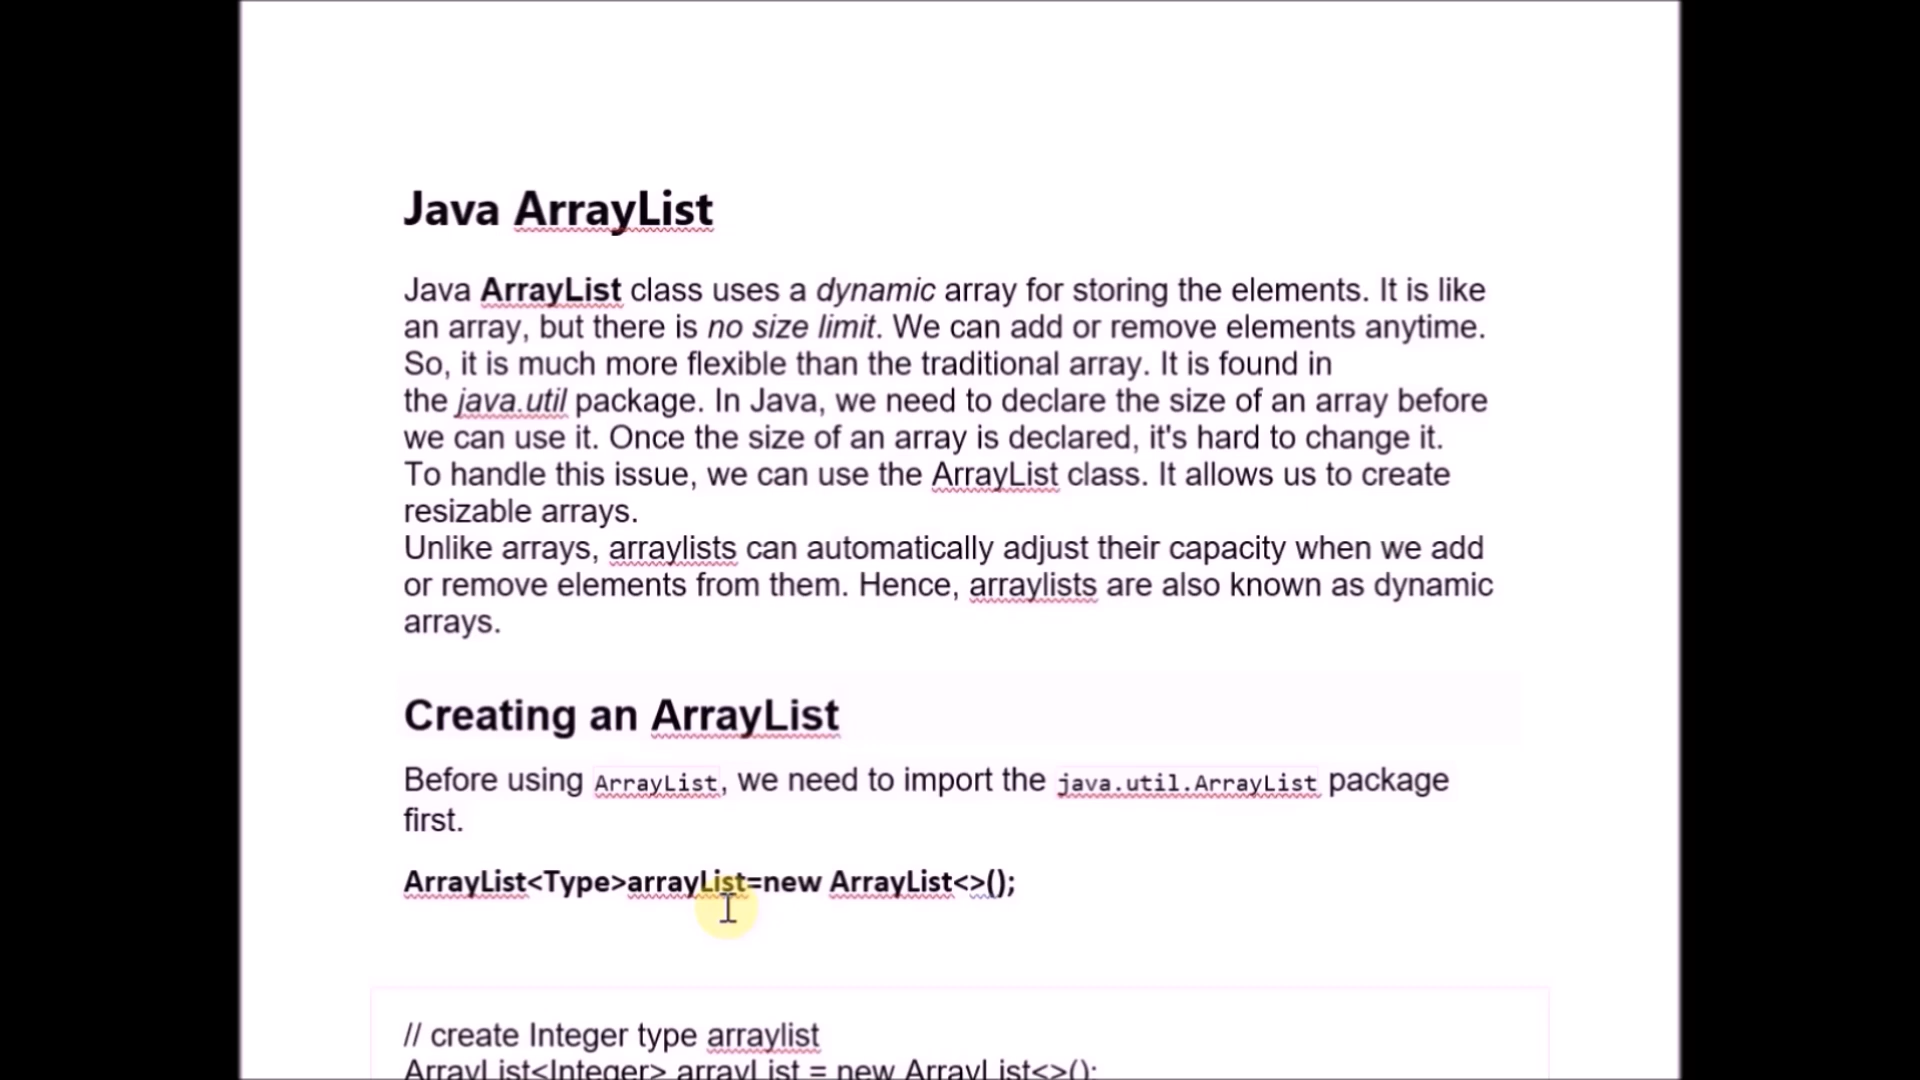 Java ArrayList
Java ArrayList class uses a dynamic array for storing the elements. It is like
an array, but there is no size limit. We can add or remove elements anytime.
So, it is much more flexible than the traditional array. It is found in
the java.util package. In Java, we need to declare the size of an array before
we can use it. Once the size of an array is declared, it's hard to change it.
To handle this issue, we can use the ArrayList class. It allows us to create
resizable arrays.
Unlike arrays, arraylists can automatically adjust their capacity when we add
or remove elements from them. Hence, arraylists are also known as dynamic
arrays.
Creating an ArrayList
Before using ArrayList, we need to import the java.util.ArrayList package
first.
ArrayList<Type>arrayList=new ArrayList<>();
// create Integer type arraylist
ArrayList<Integer> arrayList = new ArrayList<>();